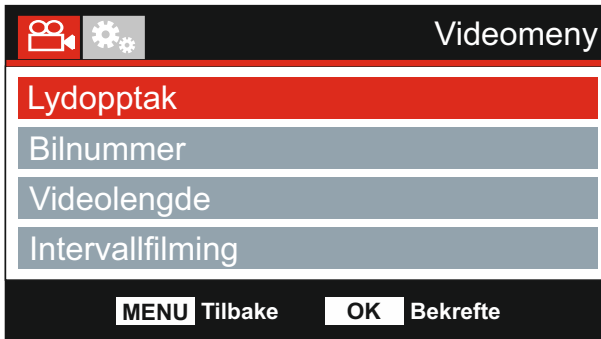 Videomeny
Lydopptak
Bilnummer
Videolengde
Intervallfilming
MENU Tilbake OK Bekrefte